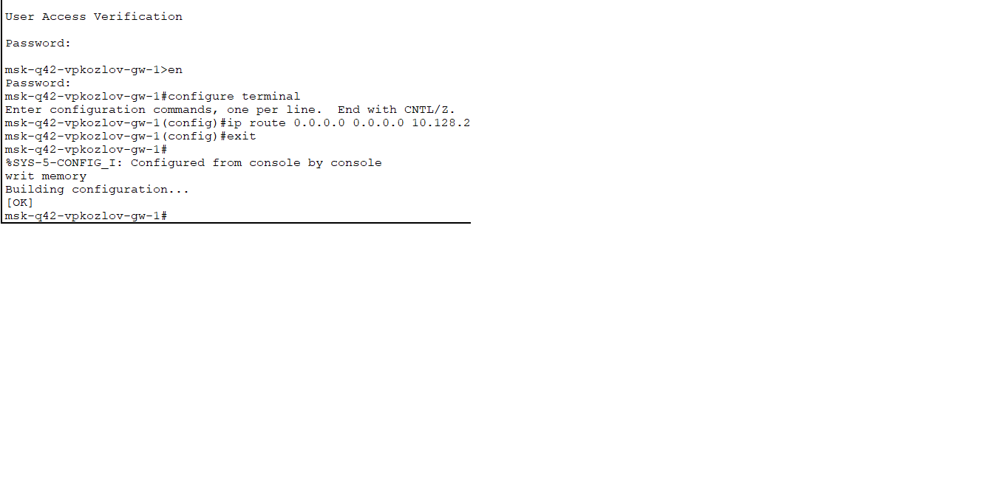 User Access Verification
Password:
msk-q42-vpkozlov-gw-1>en
Password:
msk-q42-vpkozlov-gw-1#configure terminal
Enter configuration commands, one per line.  End with CNTL/Z.
msk-q42-vpkozlov-gw-1(config)#ip route 0.0.0.0 0.0.0.0 10.128.2
msk-q42-vpkozlov-gw-1(config)#exit
msk-q42-vpkozlov-gw-1#
%SYS-5-CONFIG_I: Configured from console by console
writ memory
Building configuration...
[OK]
msk-q42-vpkozlov-gw-1#